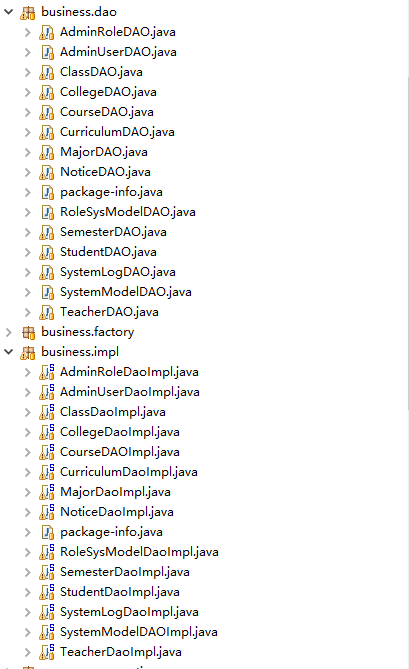 business.dao
AdminRoleDAO.java
AdminUserDAO.java
ClassDAO.java
CollegeDAO.java
CourseDAO.java
CurriculumDAO.java
MajorDAO.java
NoticeDAO.java
package-info.java
RoleSysModelDAO.java
SemesterDAO.java
StudentDAO.java
SystemLogDAO.java
SystemModelDAO.java
TeacherDAO.java
business.factory
business.impl
AdminRoleDaoImpl.java
AdminUserDaoImpl.java
ClassDaoImpl.java
CollegeDaoImpl.java
CourseDAOImpl.java
CurriculumDaoImpl.java
MajorDaoImpl.java
NoticeDaoImpl.java
package-info.java
RoleSysModelDaoImpl.java
SemesterDaoImpl.java
StudentDaoImpl.java
SystemLogDaoImpl.java
SystemModelDAOImpl.java
TeacherDaoImpl.java